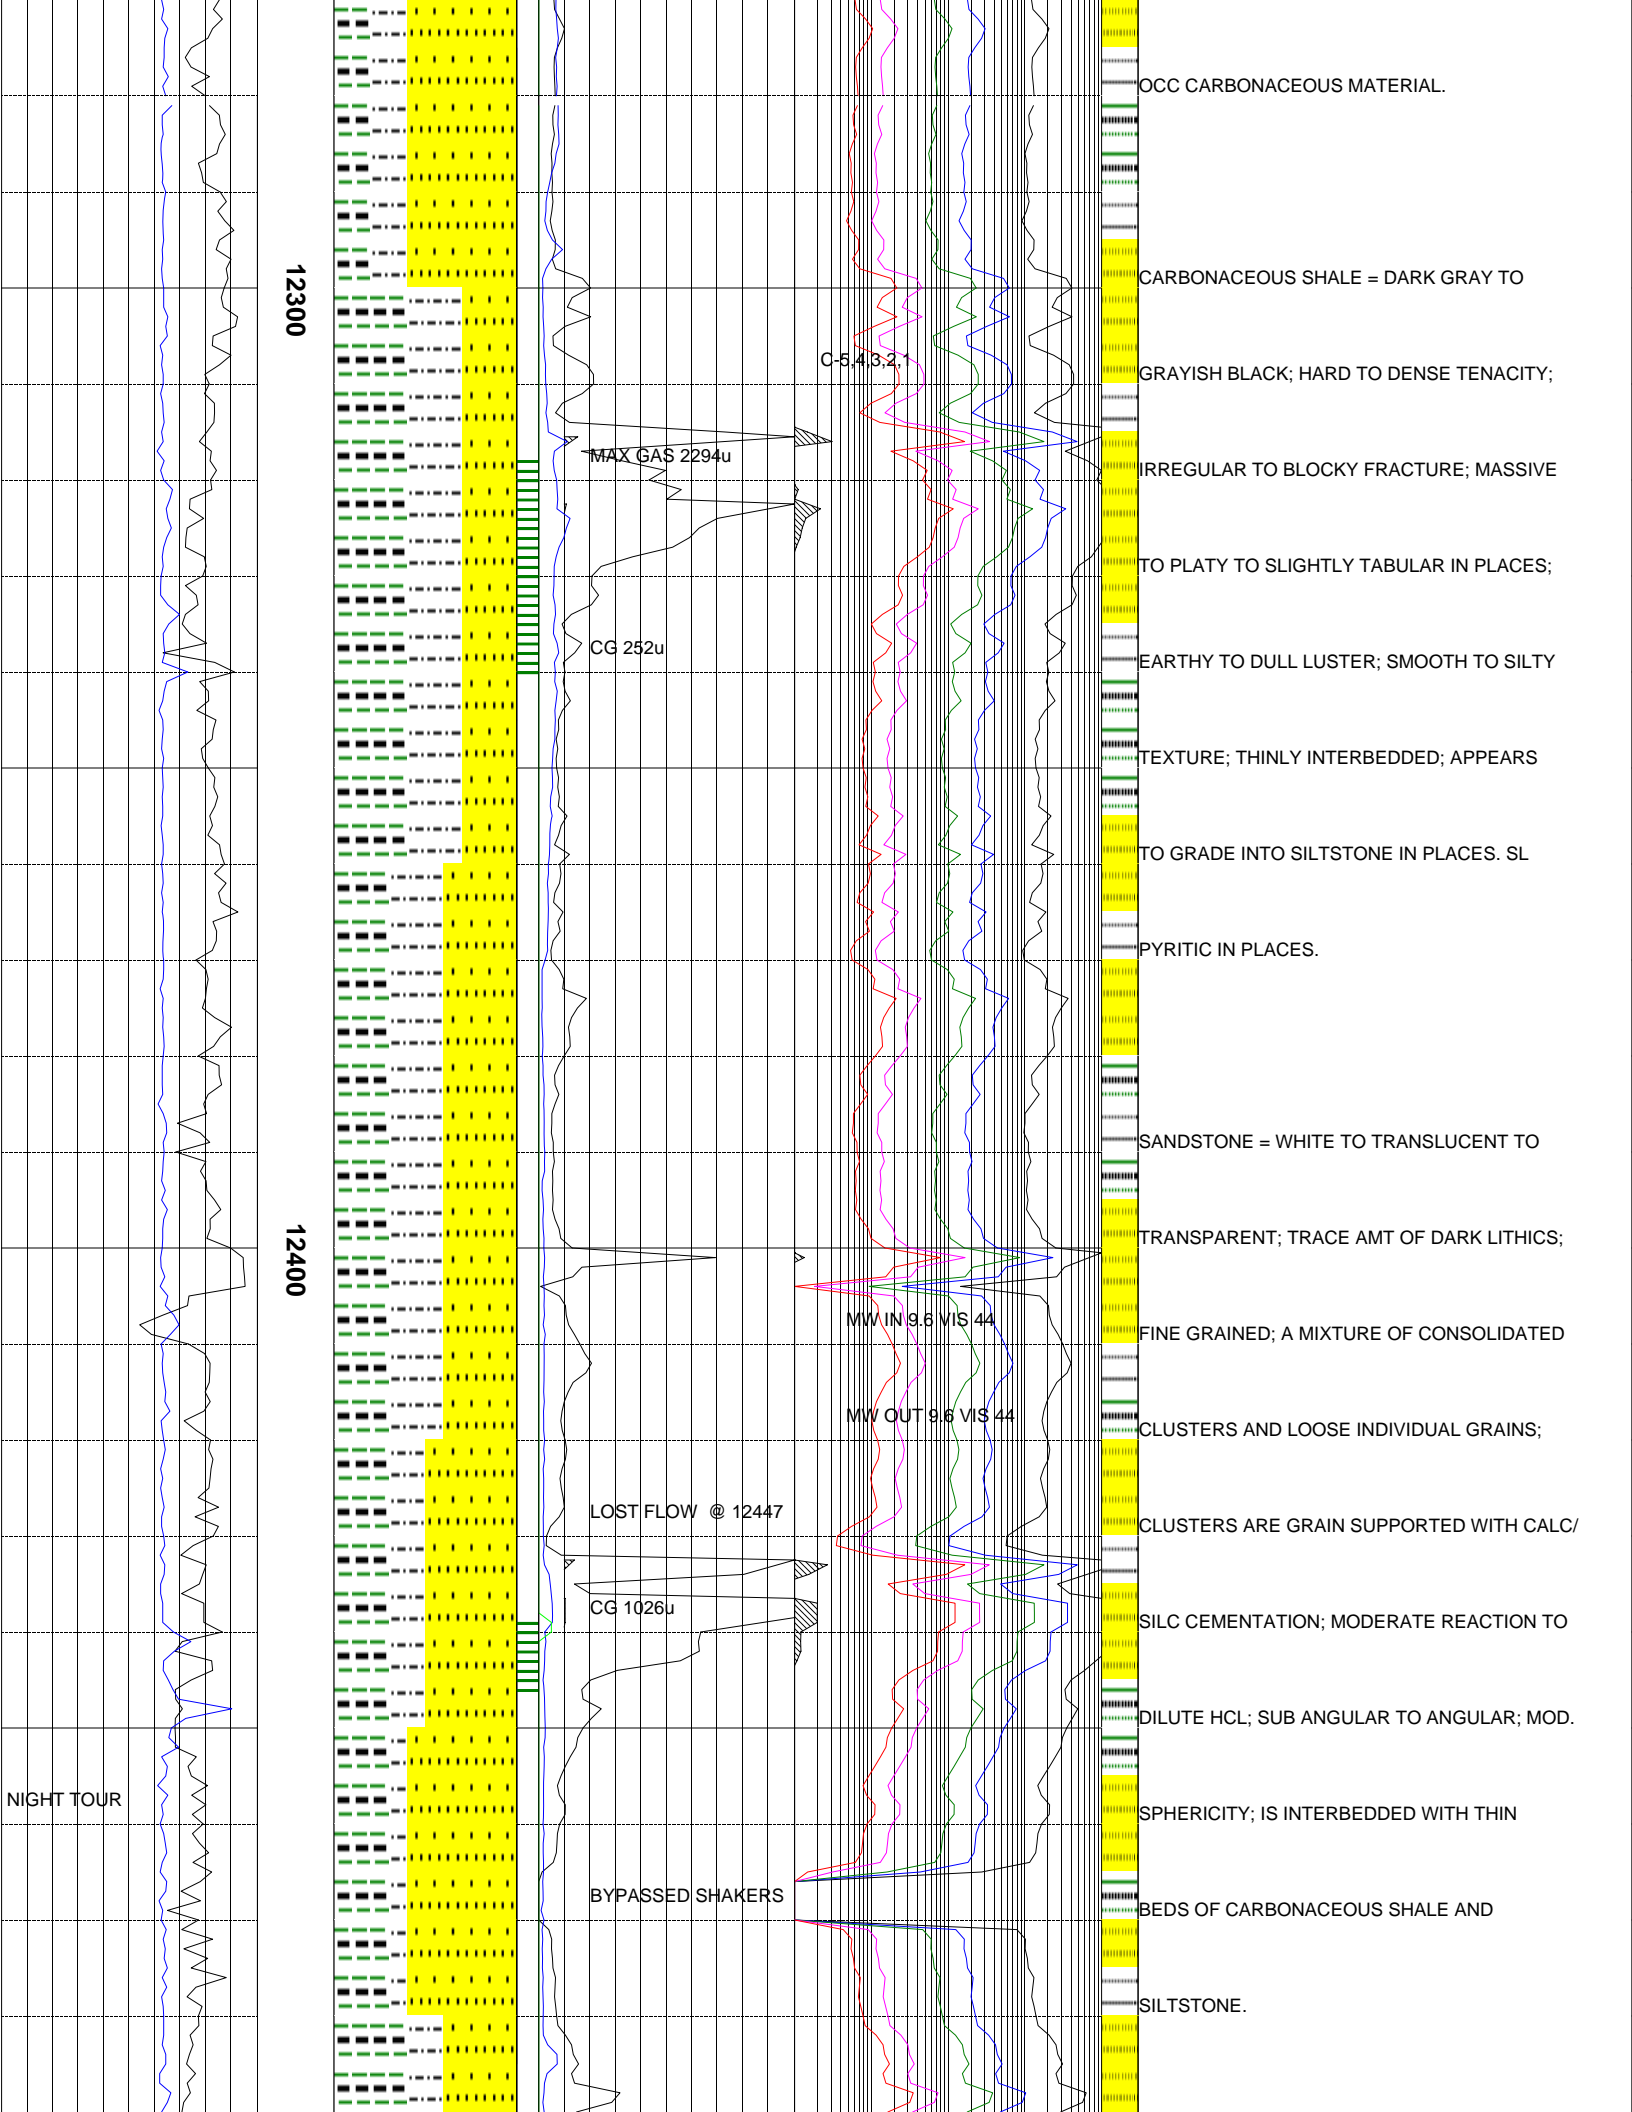 OCC CARBONACEOUS MATERIAL.
12300
CARBONACEOUS SHALE = DARK GRAY TO
C-5,4,3,2,1
GRAYISH BLACK; HARD TO DENSE TENACITY;
MAX GAS 2294u
IRREGULAR TO BLOCKY FRACTURE; MASSIVE
TO PLATY TO SLIGHTLY TABULAR IN PLACES;
CG 252u
EARTHY TO DULL LUSTER; SMOOTH TO SILTY
TEXTURE; THINLY INTERBEDDED; APPEARS
TO GRADE INTO SILTSTONE IN PLACES. SL
PYRITIC IN PLACES.
SANDSTONE = WHITE TO TRANSLUCENT TO
12400
TRANSPARENT; TRACE AMT OF DARK LITHICS;
MW IN 9.6 VIS 44
FINE GRAINED; A MIXTURE OF CONSOLIDATED
MW OUT 9.6 VIS 44
CLUSTERS AND LOOSE INDIVIDUAL GRAINS;
LOST FLOW @ 12447
CLUSTERS ARE GRAIN SUPPORTED WITH CALC/
CG 1026u
SILC CEMENTATION; MODERATE REACTION TO
DILUTE HCL; SUB ANGULAR TO ANGULAR; MOD.
NIGHT TOUR
SPHERICITY; IS INTERBEDDED WITH THIN
BYPASSED SHAKERS
BEDS OF CARBONACEOUS SHALE AND
SILTSTONE.